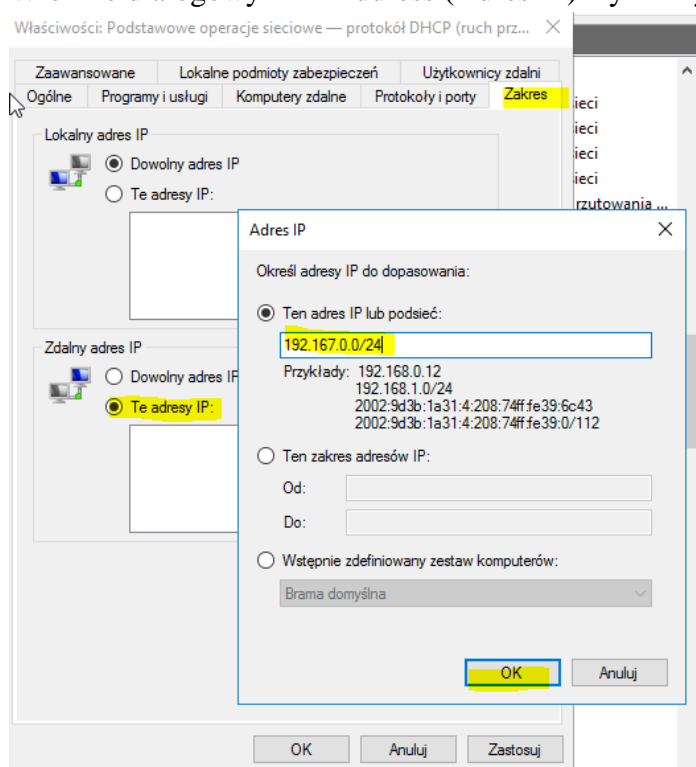 Właściwości: Podstawowe operacje sieciowe — protokół DHCP (ruch prz...
Zaawansowane Lokalne podmioty zabezpieczeń Użytkownicy zdalni
Ogólne Programy i usługi Komputery zdalne Protokoły i porty Zakres
Lokalny adres IP
Dowolny adres IP
Te adresy IP:
Zdalny adres IP
Dowolny adres IP
Te adresy IP:
OK Anuluj Zastosuj
Adres IP
Określ adresy IP do dopasowania:
Ten adres IP lub podsieć:
192.167.0.0/24
Przykłady: 192.168.0.12
192.168.1.0/24
2002:9d3b:1a31:4:208:74ff:fe39:6c43
2002:9d3b:1a31:4:208:74ff:fe39:0/112
Ten zakres adresów IP:
Od:
Do:
Wstępnie zdefiniowany zestaw komputerów:
Brama domyślna
OK Anuluj
ieci
ieci
ieci
ieci
rzutowania ...